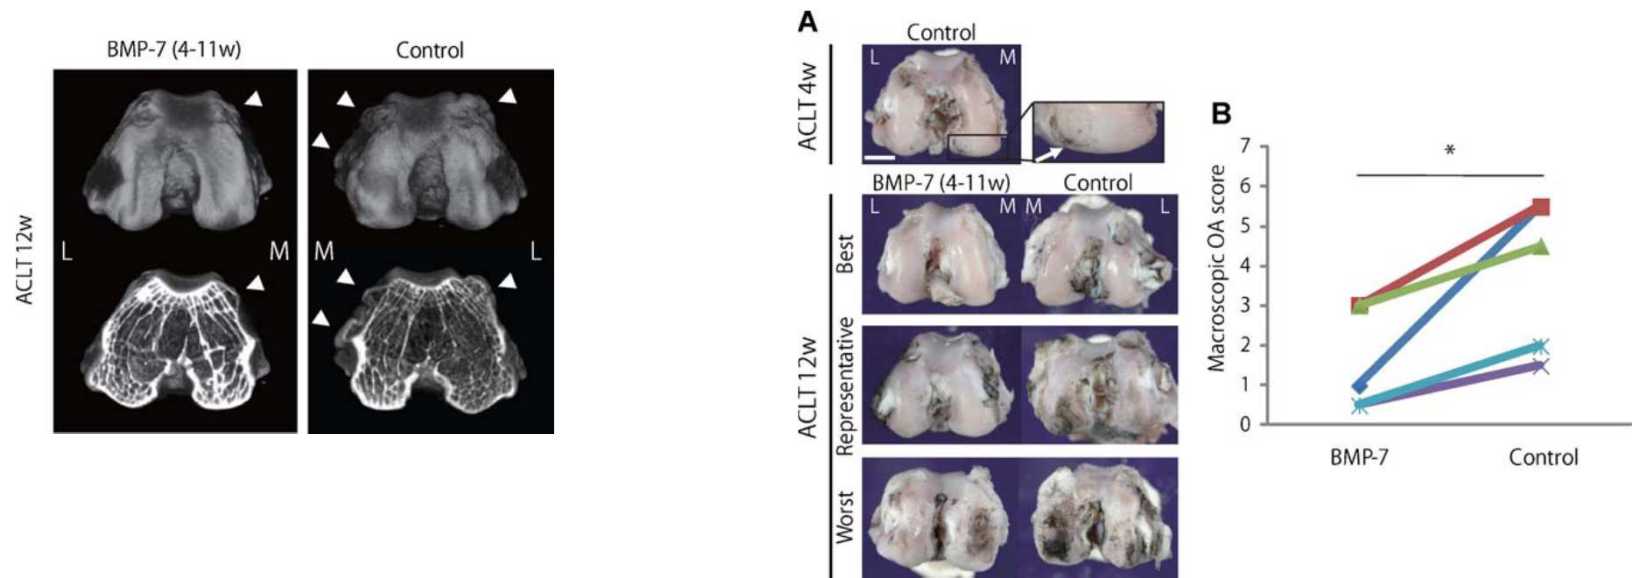 BMP-7 (4-11w)
Control
ACLT 12w
L
M
M
L
A
Control
ACLT 4w
L
M
BMP-7 (4-11w)
Control
ACLT 12w
Best
L
M
M
L
Representative
Worst
B
*
Macroscopic OA score
7
6
5
4
3
2
1
0
BMP-7
Control